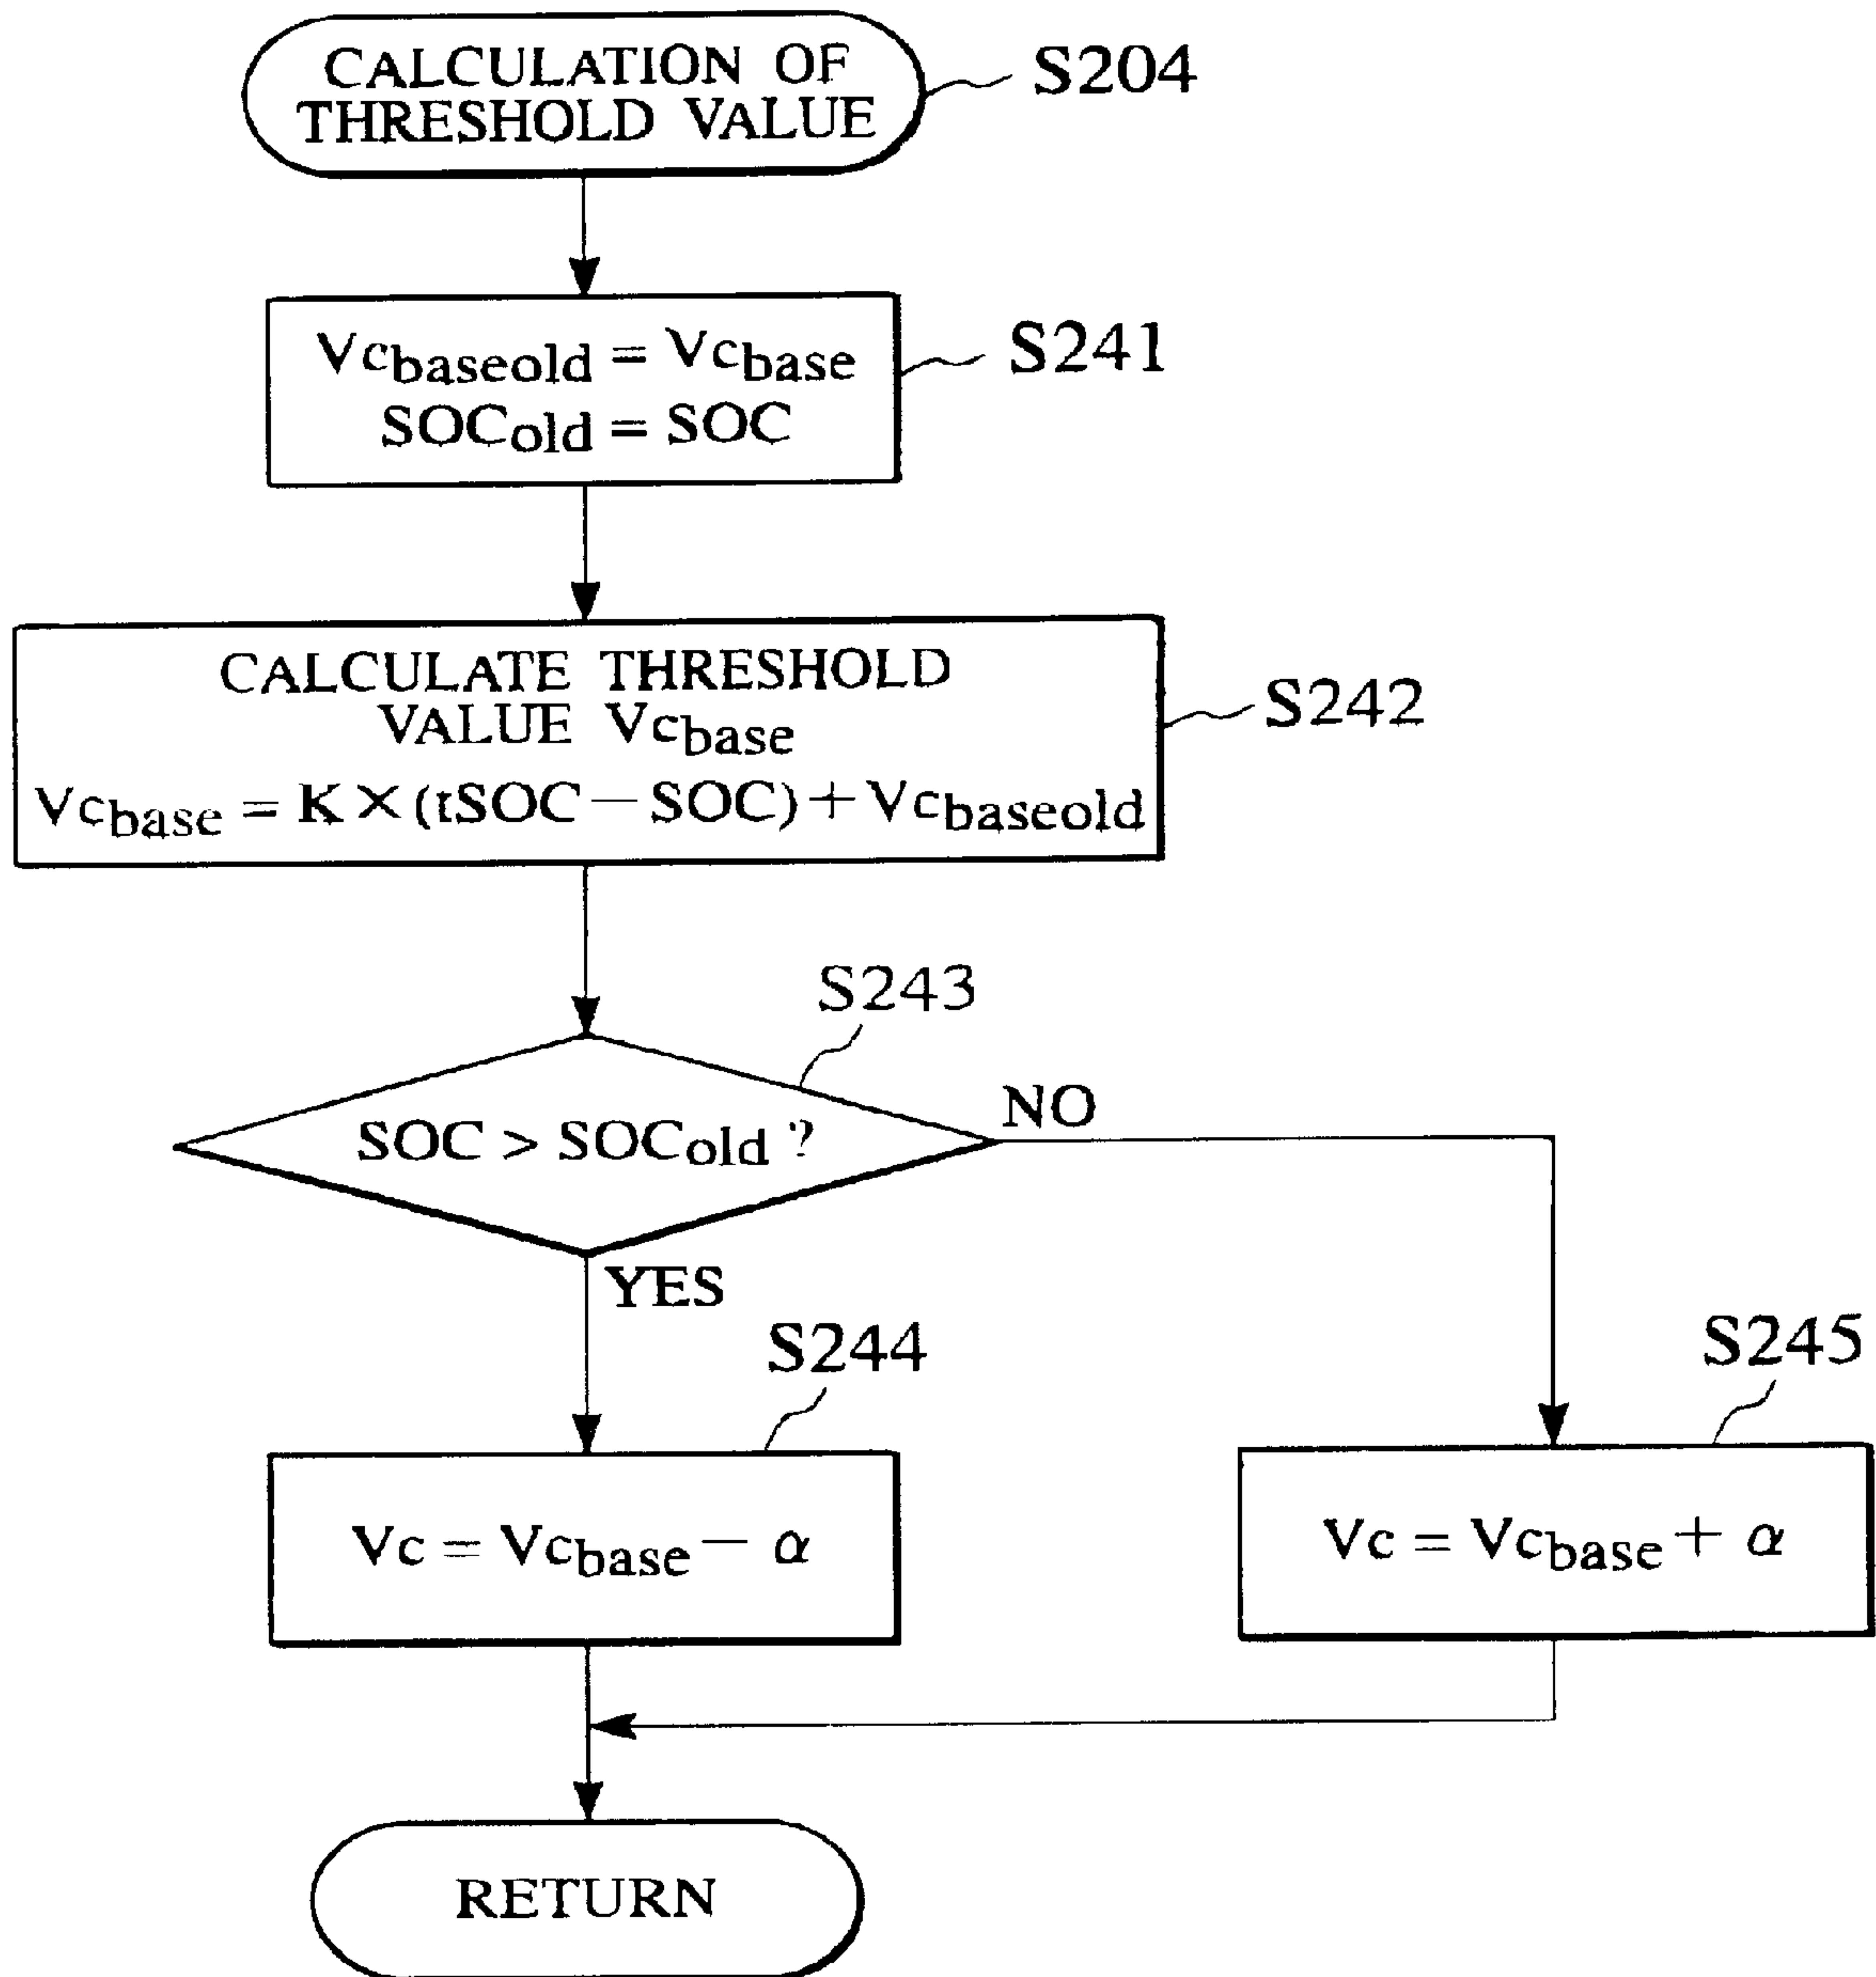 CALCULATION OF
THRESHOLD VALUE
S204
Vcbaseold = Vcbase
SOCold = SOC
S241
CALCULATE THRESHOLD
VALUE Vcbase
Vcbase = K × (tSOC − SOC) + Vcbaseold
S242
S243
SOC > SOCold ?
NO
YES
S244
S245
Vc = Vcbase − α
Vc = Vcbase + α
RETURN